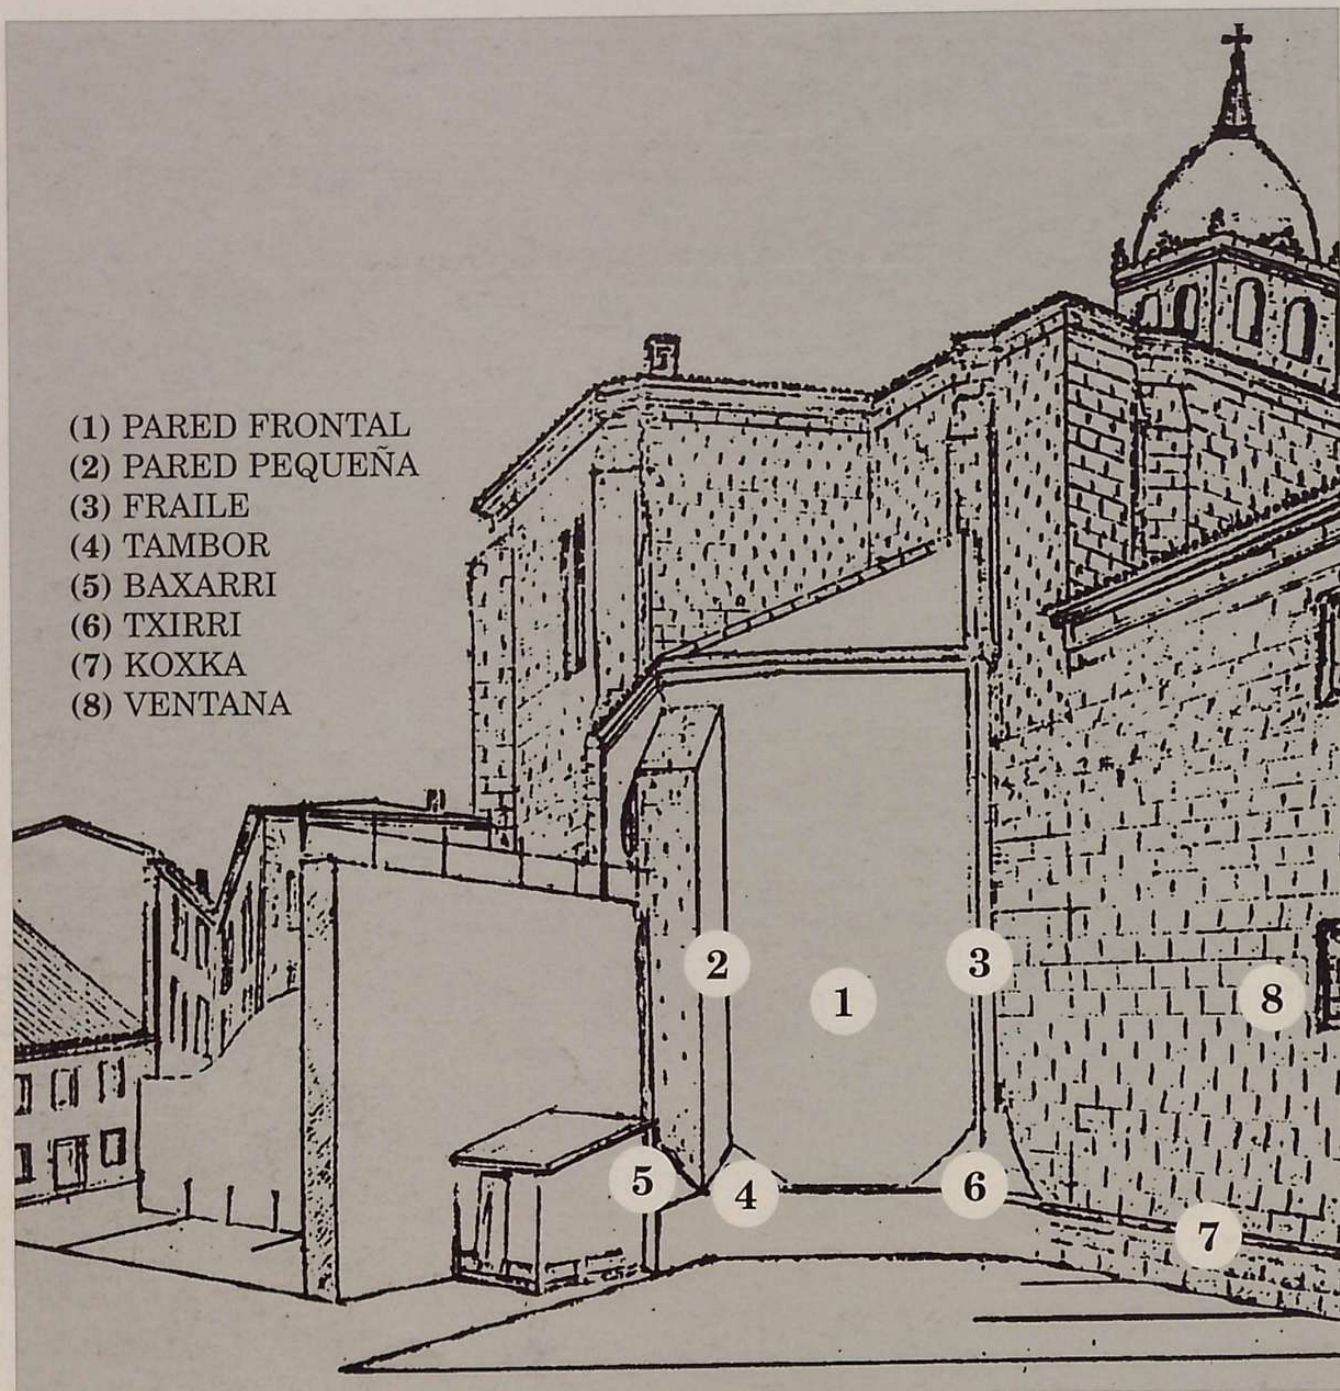 (1) PARED FRONTAL
(2) PARED PEQUEÑA
(3) FRAILE
(4) TAMBOR
(5) BAXARRI
(6) TXIRRI
(7) KOXKA
(8) VENTANA
2
3
1
8
5
4
6
7